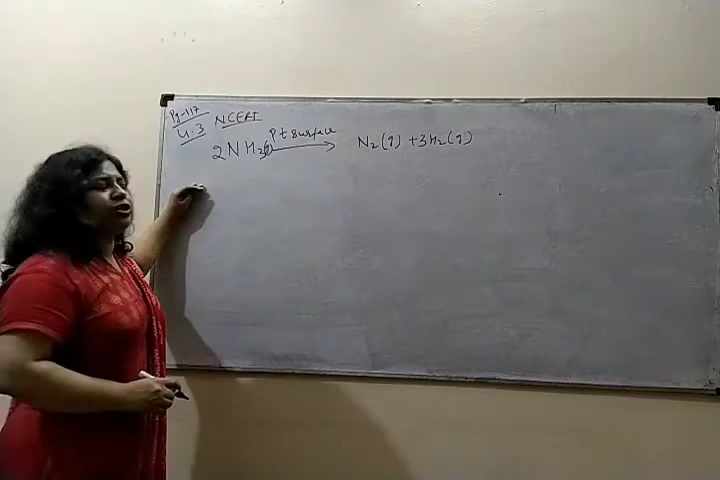 Pg-117
4.3 NCERT
Pt surface
2NH3(g) → N2(g) + 3H2(g)